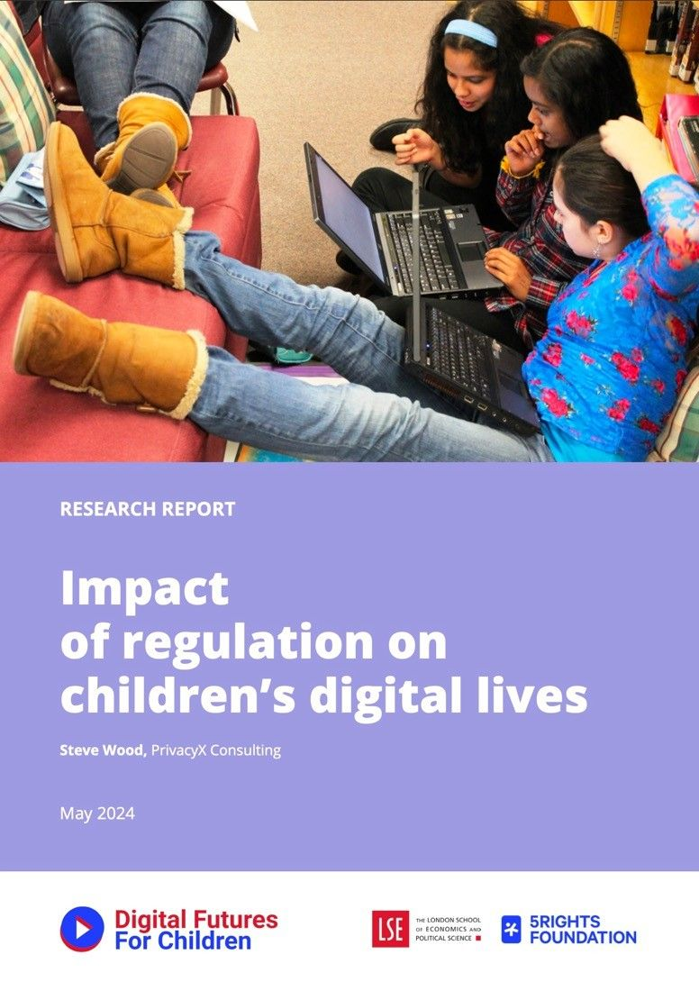 RESEARCH REPORT
Impact
of regulation on
children’s digital lives
Steve Wood, PrivacyX Consulting
May 2024
Digital Futures
For Children
LSE
THE LONDON SCHOOL
OF ECONOMICS AND
POLITICAL SCIENCE
5RIGHTS
FOUNDATION